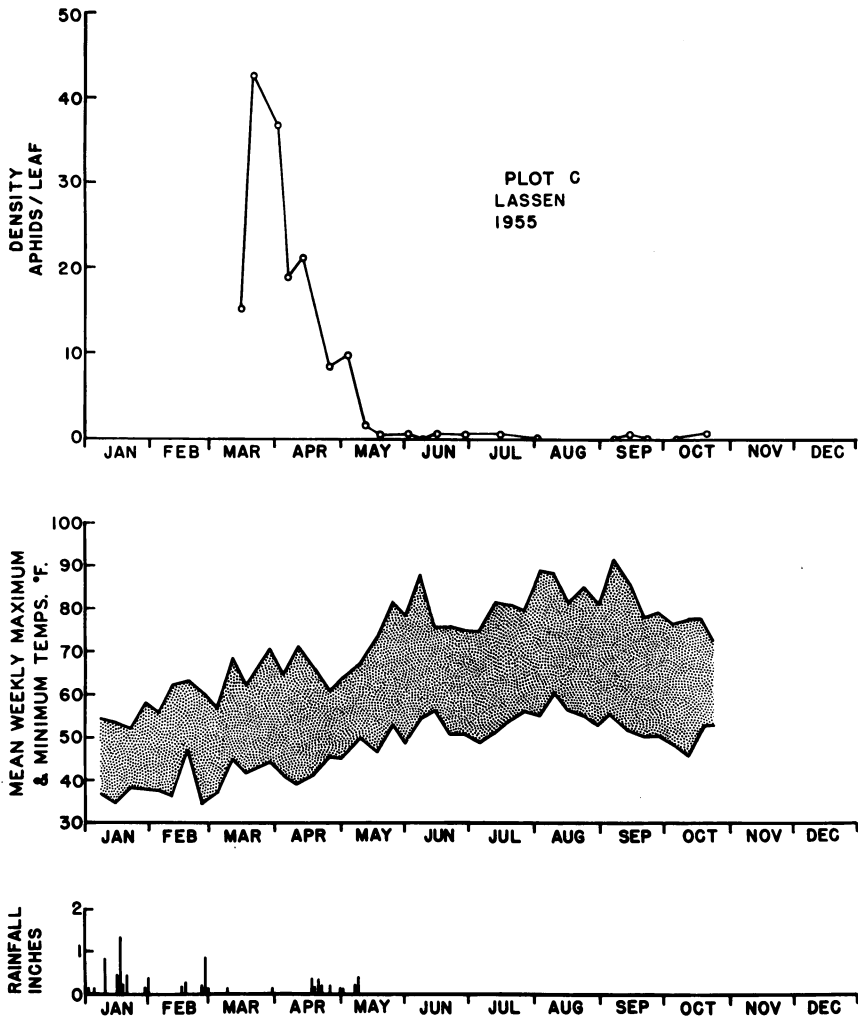 50
40
30
20
10
0
DENSITY
APHIDS/LEAF
PLOT C
LASSEN
1955
JAN FEB MAR APR MAY JUN JUL AUG SEP OCT NOV DEC
100
90
80
70
60
50
40
30
MEAN WEEKLY MAXIMUM
& MINIMUM TEMPS. °F.
JAN FEB MAR APR MAY JUN JUL AUG SEP OCT NOV DEC
2
1
0
RAINFALL
INCHES
JAN FEB MAR APR MAY JUN JUL AUG SEP OCT NOV DEC